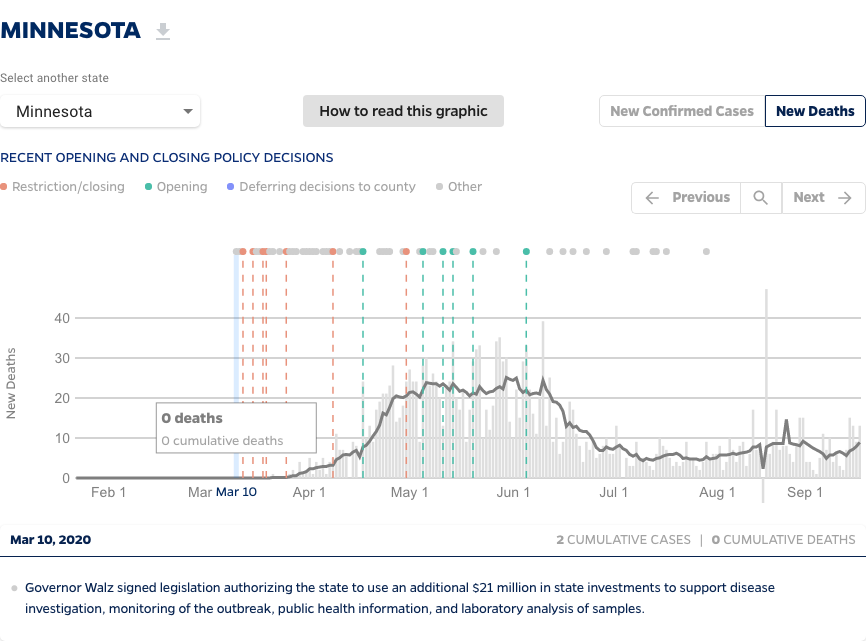 MINNESOTA
Select another state
Minnesota
How to read this graphic
New Confirmed Cases
New Deaths
RECENT OPENING AND CLOSING POLICY DECISIONS
Restriction/closing
Opening
Deferring decisions to county
Other
Previous
Next
New Deaths
40
30
20
10
0
0 deaths
0 cumulative deaths
Feb 1
Mar
Mar 10
Apr 1
May 1
Jun 1
Jul 1
Aug 1
Sep 1
Mar 10, 2020
2 CUMULATIVE CASES | 0 CUMULATIVE DEATHS
Governor Walz signed legislation authorizing the state to use an additional $21 million in state investments to support disease
investigation, monitoring of the outbreak, public health information, and laboratory analysis of samples.